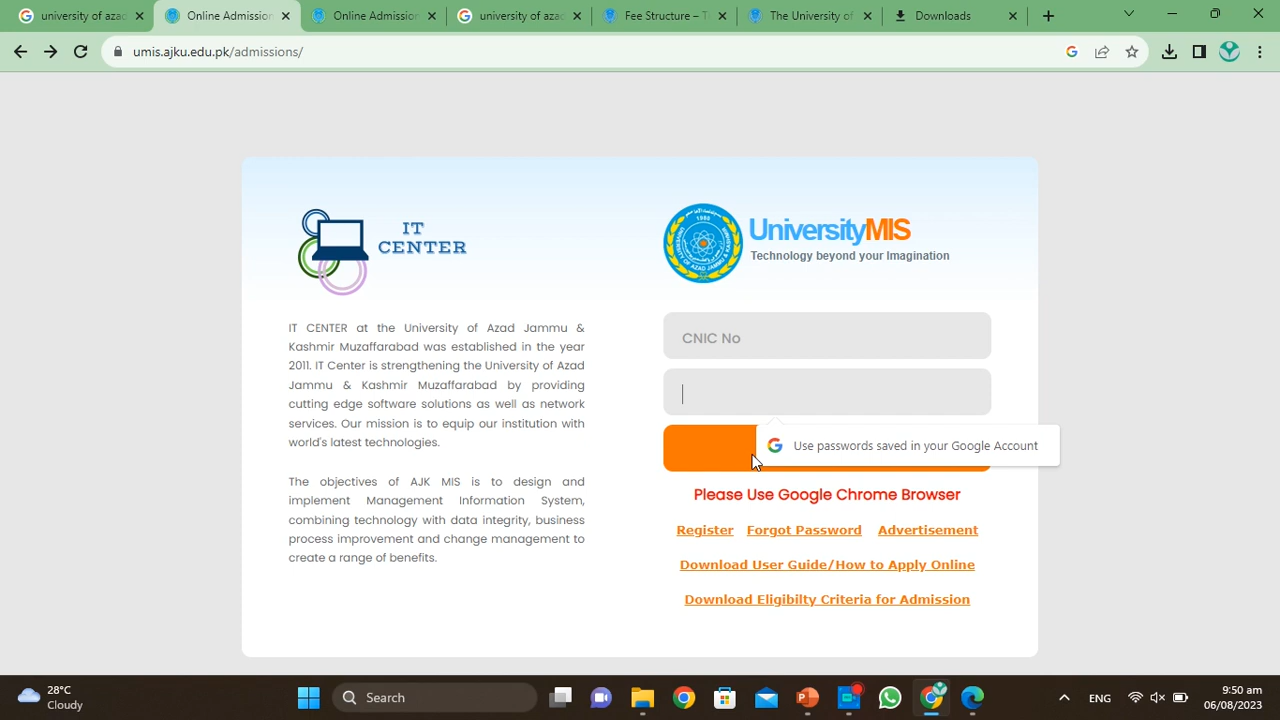 university of azad
Online Admission
Online Admission
university of azad
Fee Structure – T
The University of
Downloads
umis.ajku.edu.pk/admissions/
IT
CENTER
UniversityMIS
Technology beyond your Imagination
IT CENTER at the University of Azad Jammu &
Kashmir Muzaffarabad was established in the year
2011. IT Center is strengthening the University of Azad
Jammu & Kashmir Muzaffarabad by providing
cutting edge software solutions as well as network
services. Our mission is to equip our institution with
world's latest technologies.
The objectives of AJK MIS is to design and
implement Management Information System,
combining technology with data integrity, business
process improvement and change management to
create a range of benefits.
CNIC No
Use passwords saved in your Google Account
Please Use Google Chrome Browser
Register Forgot Password Advertisement
Download User Guide/How to Apply Online
Download Eligibilty Criteria for Admission
28°C
Cloudy
Search
ENG
9:50 am
06/08/2023